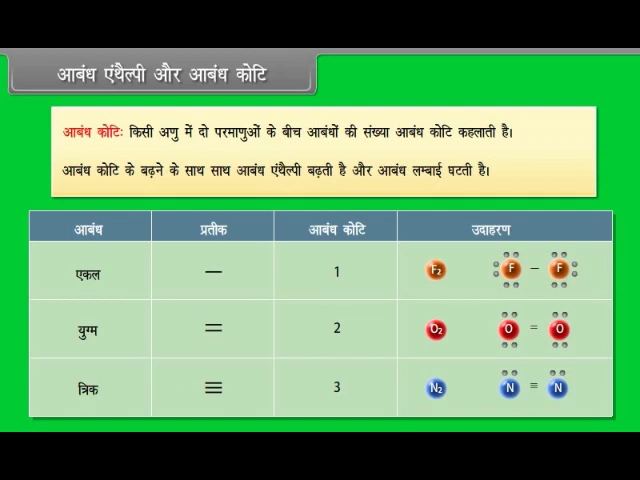 आबंध एंथैल्पी और आबंध कोटि
आबंध कोटिः किसी अणु में दो परमाणुओं के बीच आबंधों की संख्या आबंध कोटि कहलाती है।
आबंध कोटि के बढ़ने के साथ साथ आबंध एंथैल्पी बढ़ती है और आबंध लम्बाई घटती है।
आबंध प्रतीक आबंध कोटि उदाहरण
एकल — 1 F₂ F – F
युग्म = 2 O₂ O = O
त्रिक ≡ 3 N₂ N ≡ N